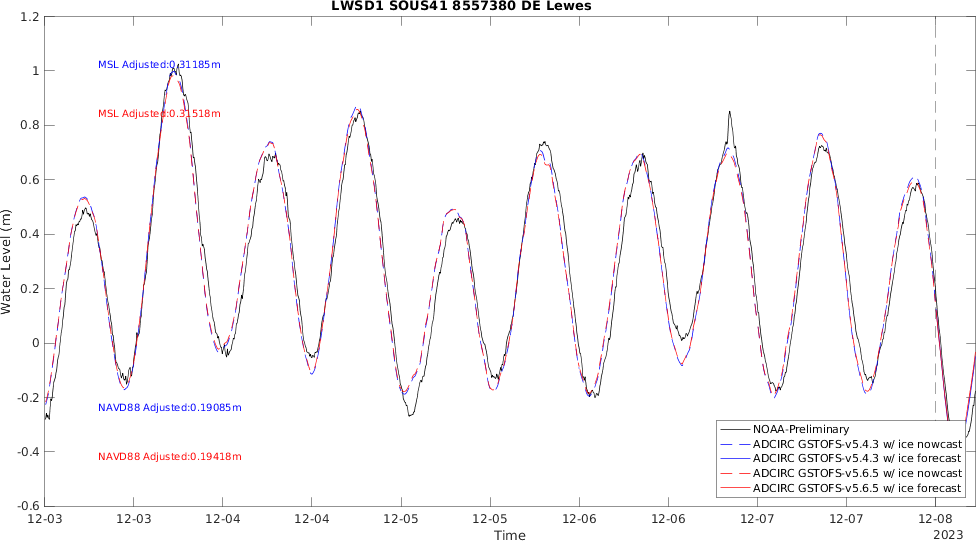 LWSD1 SOUS41 8557380 DE Lewes
1.2
1
0.8
0.6
0.4
0.2
0
-0.2
-0.4
-0.6
Water Level (m)
MSL Adjusted:0.31185m
MSL Adjusted:0.31518m
NAVD88 Adjusted:0.19085m
NAVD88 Adjusted:0.19418m
NOAA-Preliminary
ADCIRC GSTOFS-v5.4.3 w/ ice nowcast
ADCIRC GSTOFS-v5.4.3 w/ ice forecast
ADCIRC GSTOFS-v5.6.5 w/ ice nowcast
ADCIRC GSTOFS-v5.6.5 w/ ice forecast
12-03 12-03 12-04 12-04 12-05 12-05 12-06 12-06 12-07 12-07 12-08
Time
2023